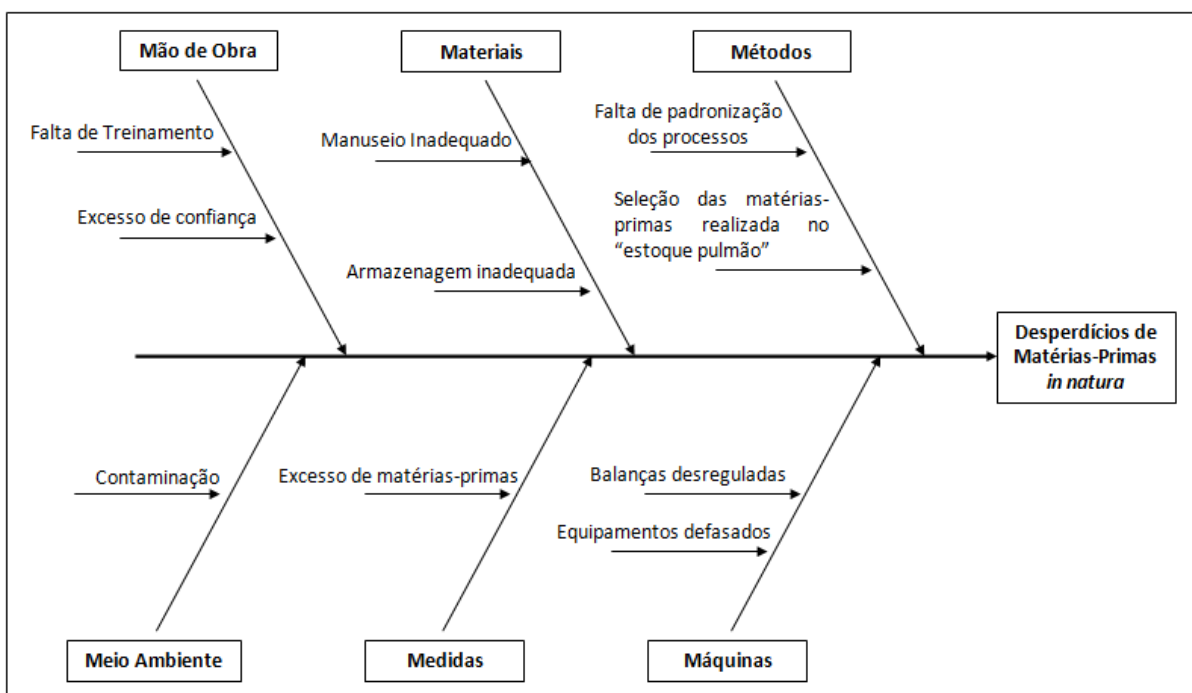 Mão de Obra
Materiais
Métodos
Falta de Treinamento
Excesso de confiança
Manuseio Inadequado
Armazenagem inadequada
Falta de padronização
dos processos
Seleção das matérias-
primas realizada no
“estoque pulmão”
Desperdícios de
Matérias-Primas
in natura
Contaminação
Excesso de matérias-primas
Balanças desreguladas
Equipamentos defasados
Meio Ambiente
Medidas
Máquinas